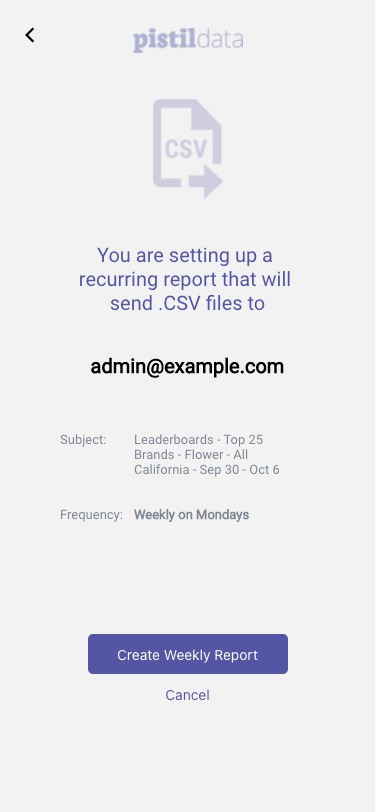 pistildata
CSV
You are setting up a
recurring report that will
send .CSV files to
admin@example.com
Subject: Leaderboards - Top 25
Brands - Flower - All
California - Sep 30 - Oct 6
Frequency: Weekly on Mondays
Create Weekly Report
Cancel